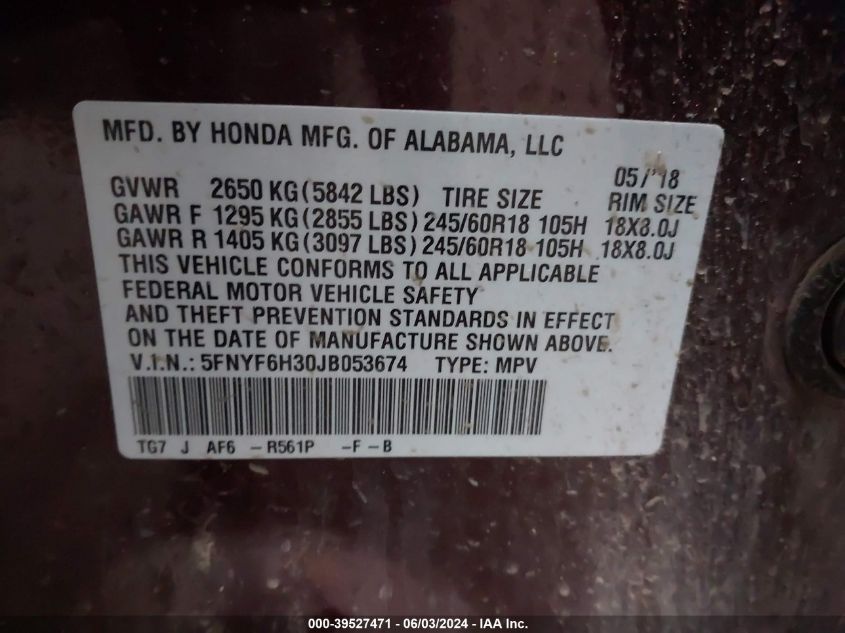 MFD. BY HONDA MFG. OF ALABAMA, LLC
05/'18
GVWR 2650 KG(5842 LBS) TIRE SIZE RIM SIZE
GAWR F 1295 KG(2855 LBS) 245/60R18 105H 18X8.0J
GAWR R 1405 KG(3097 LBS) 245/60R18 105H 18X8.0J
THIS VEHICLE CONFORMS TO ALL APPLICABLE
FEDERAL MOTOR VEHICLE SAFETY
AND THEFT PREVENTION STANDARDS IN EFFECT
ON THE DATE OF MANUFACTURE SHOWN ABOVE.
V.I.N.: 5FNYF6H30JB053674 TYPE: MPV
TG7 J AF6 -R561P -F-B
000-39527471 - 06/03/2024 - IAA Inc.